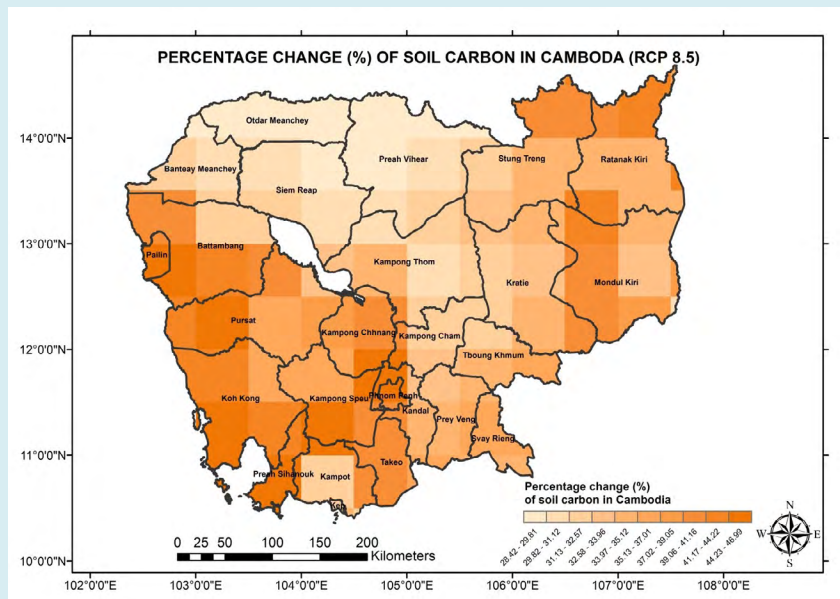 PERCENTAGE CHANGE (%) OF SOIL CARBON IN CAMBODA (RCP 8.5)
14°0'0"N
13°0'0"N
12°0'0"N
11°0'0"N
10°0'0"N
Otdar Meanchey
Banteay Meanchey
Preah Vihear
Stung Treng
Ratanak Kiri
Siem Reap
Battambang
Pailin
Kampong Thom
Kratie
Mondul Kiri
Pursat
Kampong Chhnang
Kampong Cham
Tboung Khmum
Koh Kong
Kampong Speu
Phnom Penh
Kandal
Prey Veng
Svay Rieng
Preah Sihanouk
Kampot
Takeo
Kep
Percentage change (%)
of soil carbon in Cambodia
28.42 - 29.81
29.82 - 31.12
31.13 - 32.57
32.58 - 33.96
33.97 - 35.12
35.13 - 37.01
37.02 - 39.05
39.06 - 41.16
41.17 - 44.22
44.23 - 46.99
N
W
E
S
0 25 50 100 150 200
Kilometers
102°0'0"E 103°0'0"E 104°0'0"E 105°0'0"E 106°0'0"E 107°0'0"E 108°0'0"E